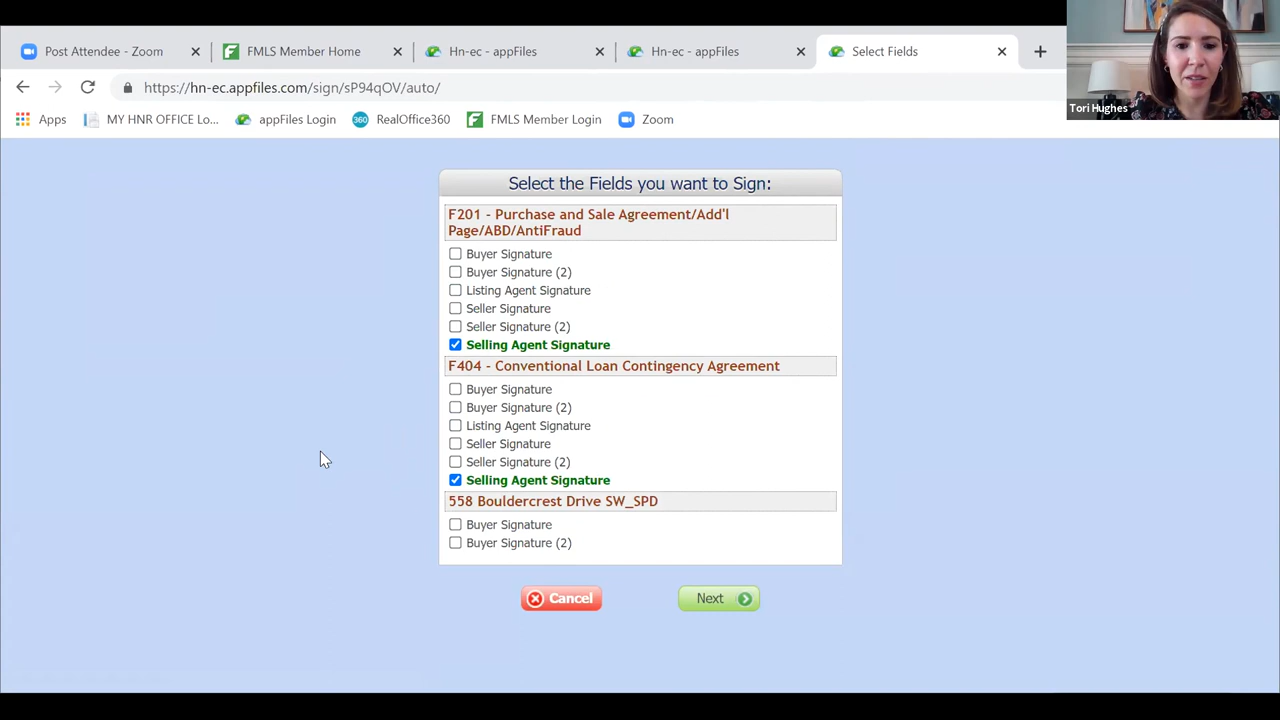 Post Attendee - Zoom
FMLS Member Home
Hn-ec - appFiles
Hn-ec - appFiles
Select Fields
Tori Hughes
https://hn-ec.appfiles.com/sign/sP94qOV/auto/
Apps
MY HNR OFFICE Lo...
appFiles Login
360
RealOffice360
FMLS Member Login
Zoom
Select the Fields you want to Sign:
F201 - Purchase and Sale Agreement/Add'l
Page/ABD/AntiFraud
Buyer Signature
Buyer Signature (2)
Listing Agent Signature
Seller Signature
Seller Signature (2)
Selling Agent Signature
F404 - Conventional Loan Contingency Agreement
Buyer Signature
Buyer Signature (2)
Listing Agent Signature
Seller Signature
Seller Signature (2)
Selling Agent Signature
558 Bouldercrest Drive SW_SPD
Buyer Signature
Buyer Signature (2)
Cancel
Next